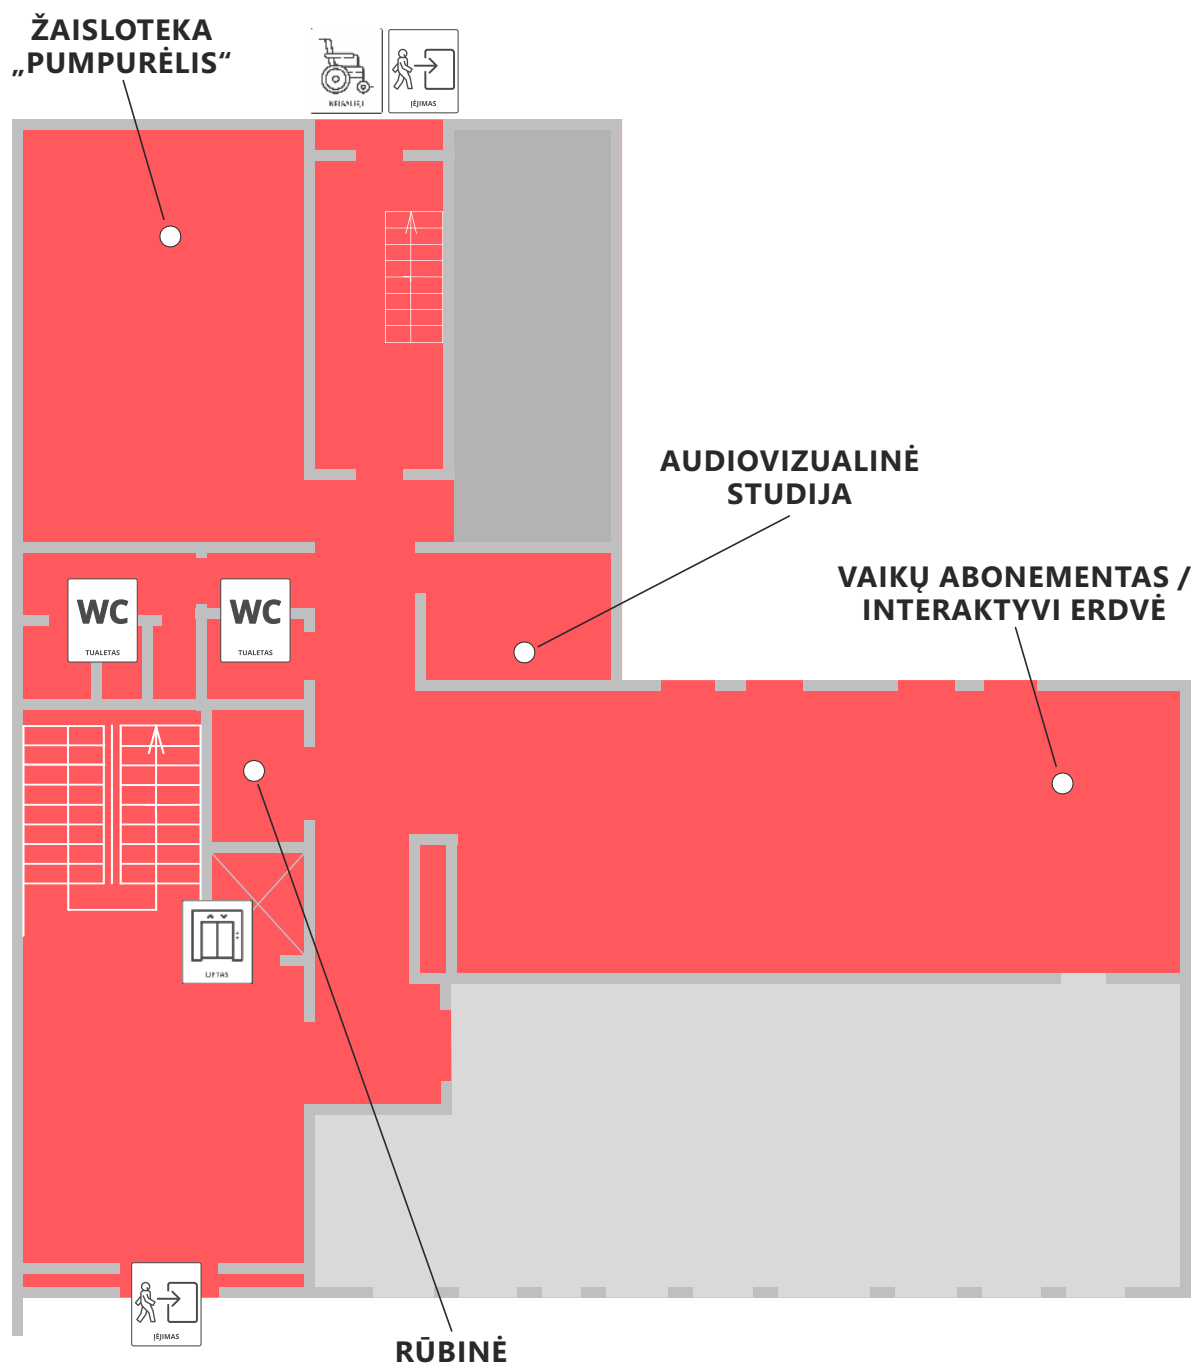 ŽAISLOTEKA
„PUMPURĖLIS“
ĮĖJIMAS
AUDIOVIZUALINĖ
STUDIJA
VAIKŲ ABONEMENTAS /
INTERAKTYVI ERDVĖ
WC
TUALETAS
WC
TUALETAS
LIFTAS
ĮĖJIMAS
RŪBINĖ